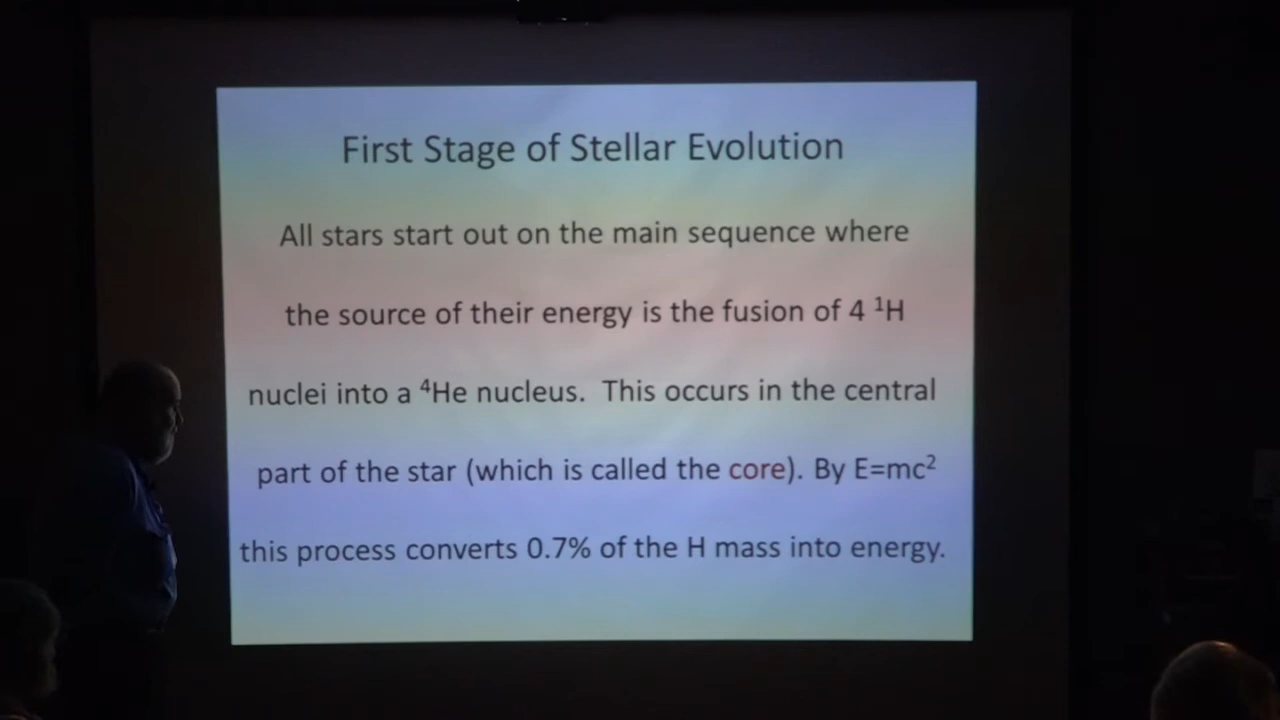 First Stage of Stellar Evolution
All stars start out on the main sequence where
the source of their energy is the fusion of 4 ¹H
nuclei into a ⁴He nucleus.  This occurs in the central
part of the star (which is called the core). By E=mc²
this process converts 0.7% of the H mass into energy.